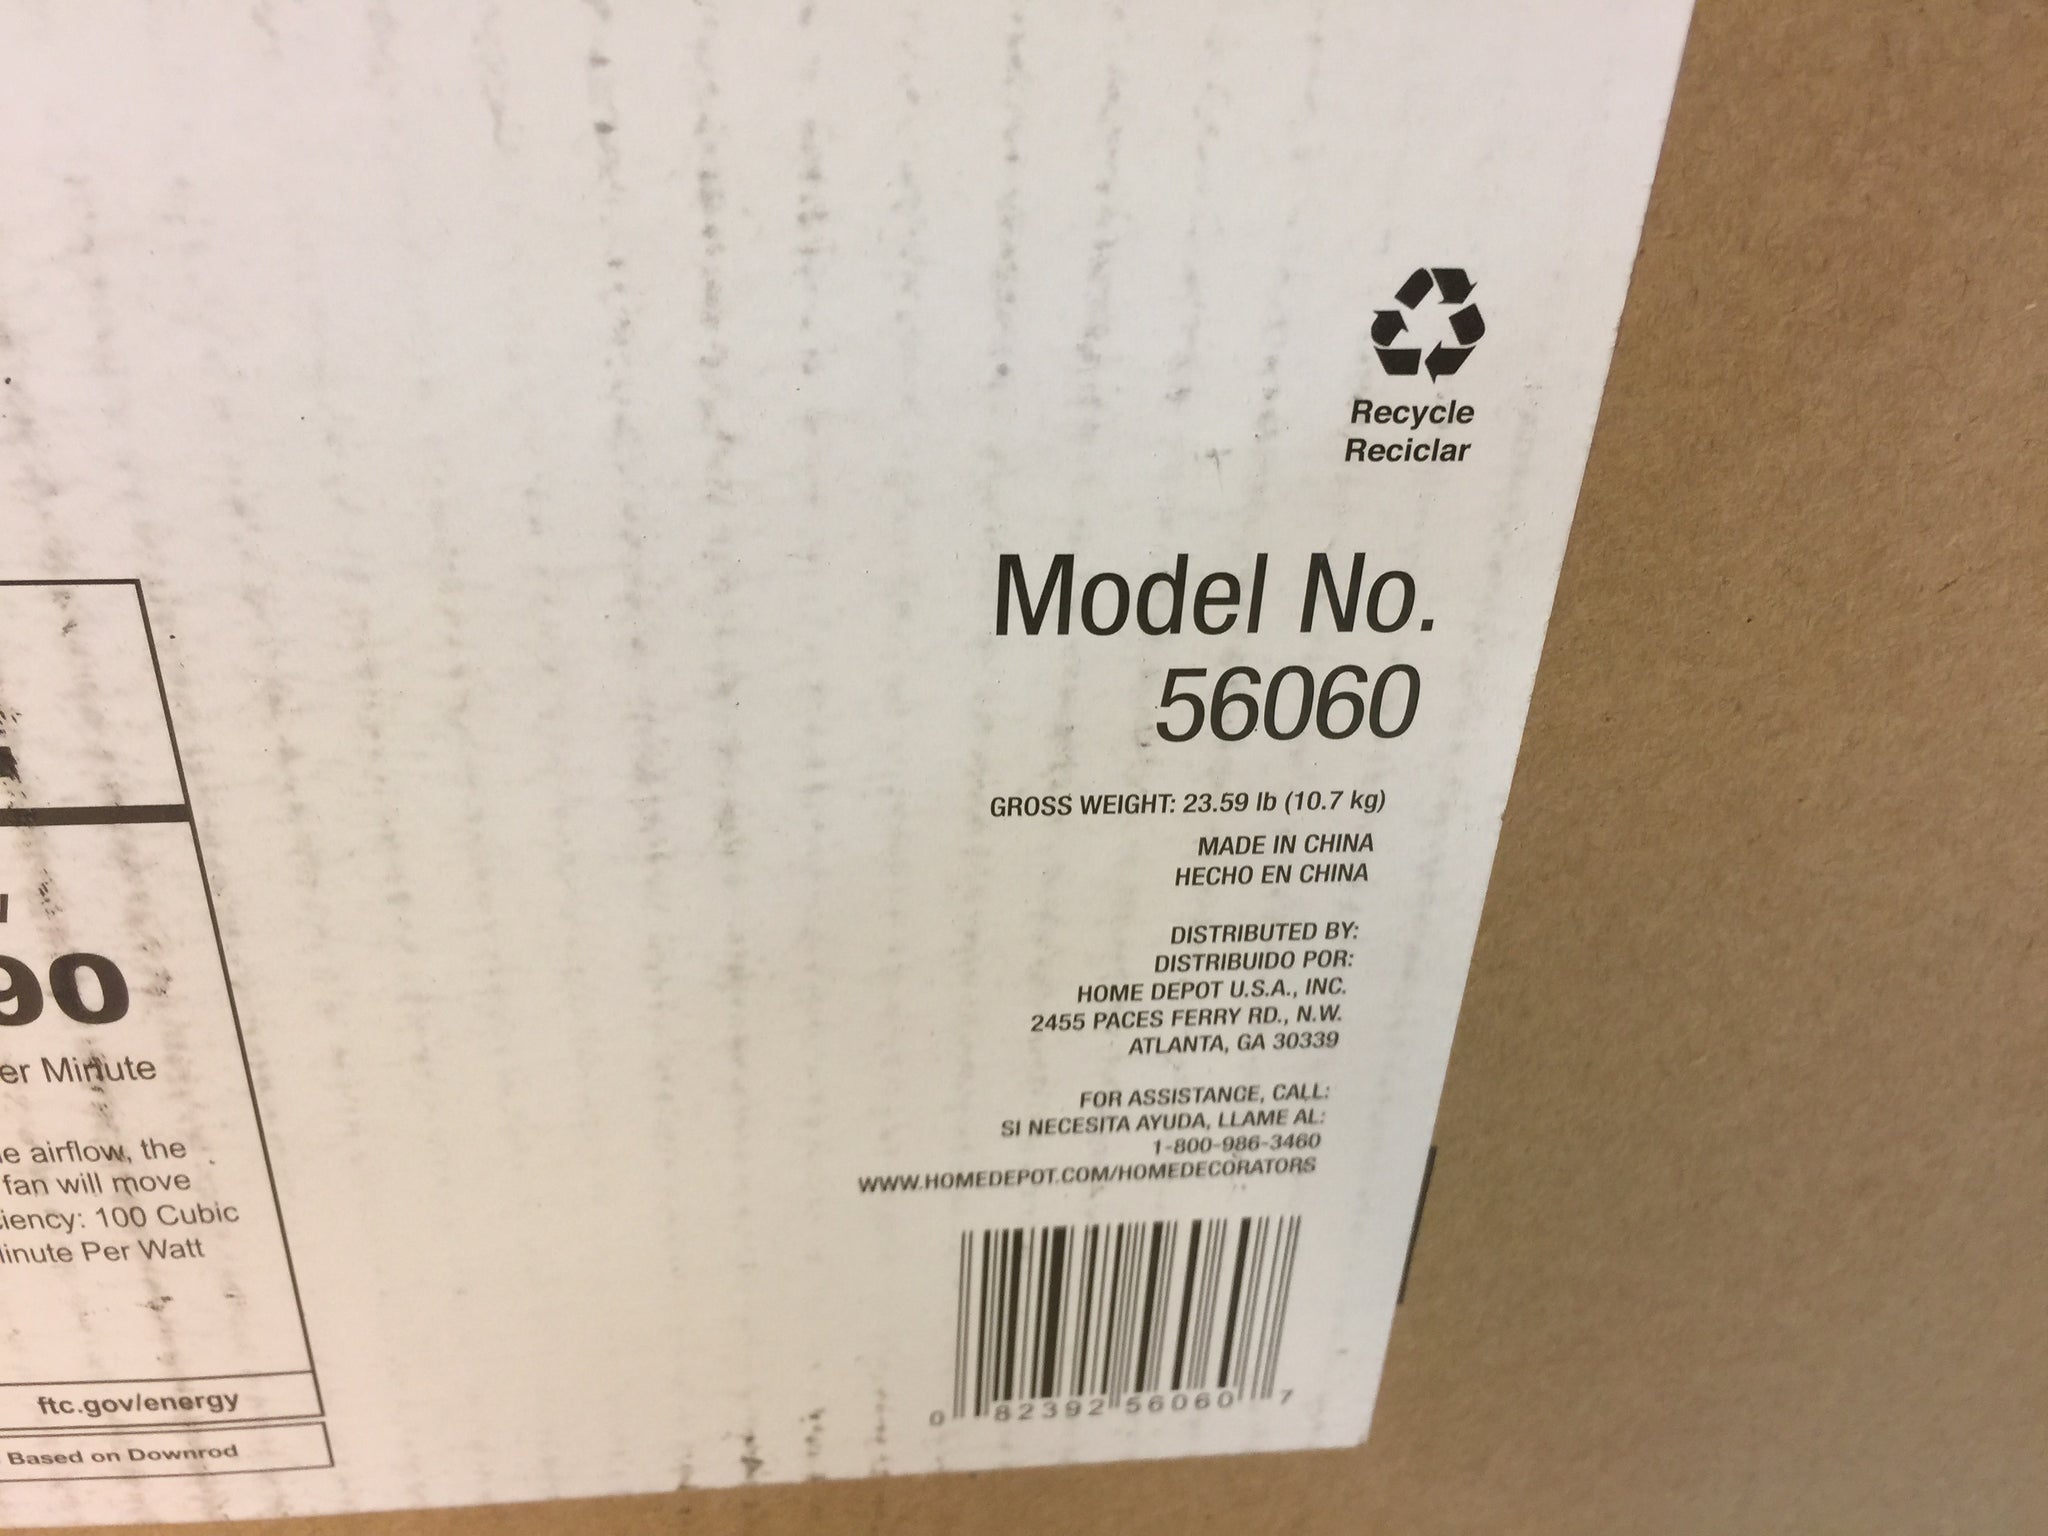 Recycle
Reciclar
Model No.
56060
GROSS WEIGHT: 23.59 lb (10.7 kg)
MADE IN CHINA
HECHO EN CHINA
DISTRIBUTED BY:
DISTRIBUIDO POR:
HOME DEPOT U.S.A., INC.
2455 PACES FERRY RD., N.W.
ATLANTA, GA 30339
FOR ASSISTANCE, CALL:
SI NECESITA AYUDA, LLAME AL:
1-800-986-3460
WWW.HOMEDEPOT.COM/HOMEDECORATORS
0 82392 56060 7
90
er Minute
e airflow, the
fan will move
iency: 100 Cubic
inute Per Watt
ftc.gov/energy
Based on Downrod